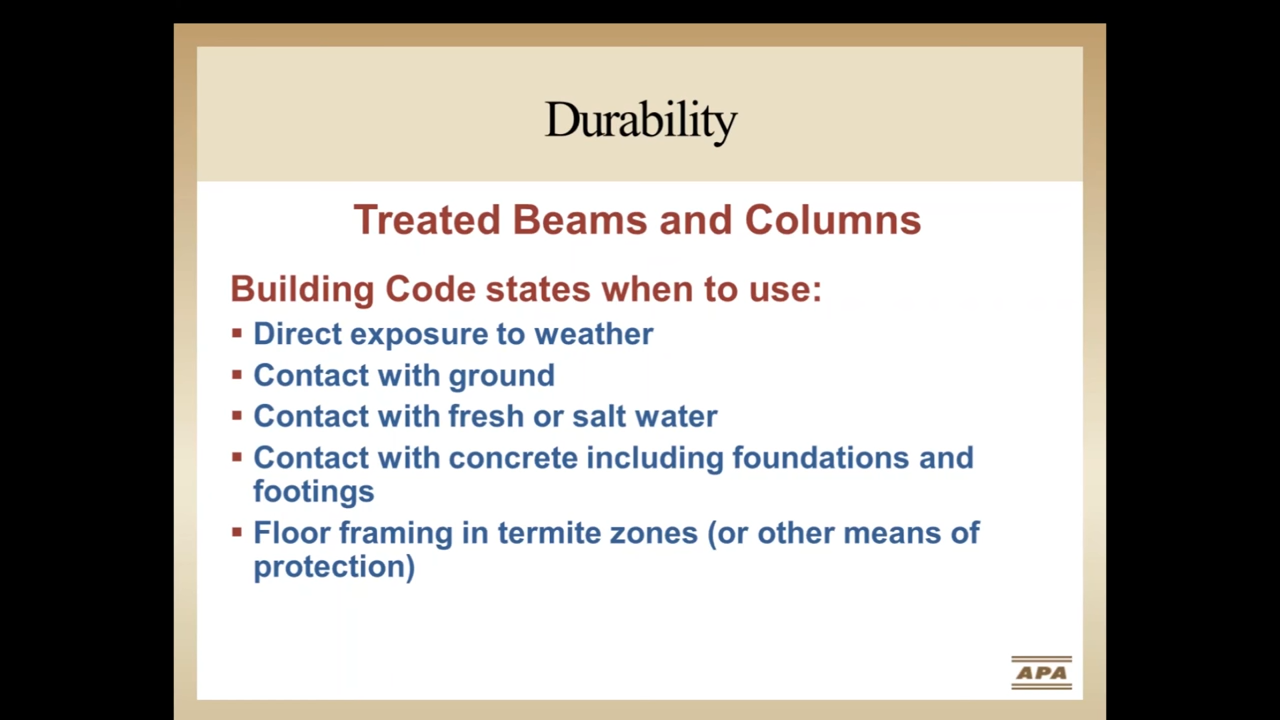 Durability
Treated Beams and Columns
Building Code states when to use:
▪ Direct exposure to weather
▪ Contact with ground
▪ Contact with fresh or salt water
▪ Contact with concrete including foundations and
footings
▪ Floor framing in termite zones (or other means of
protection)
APA